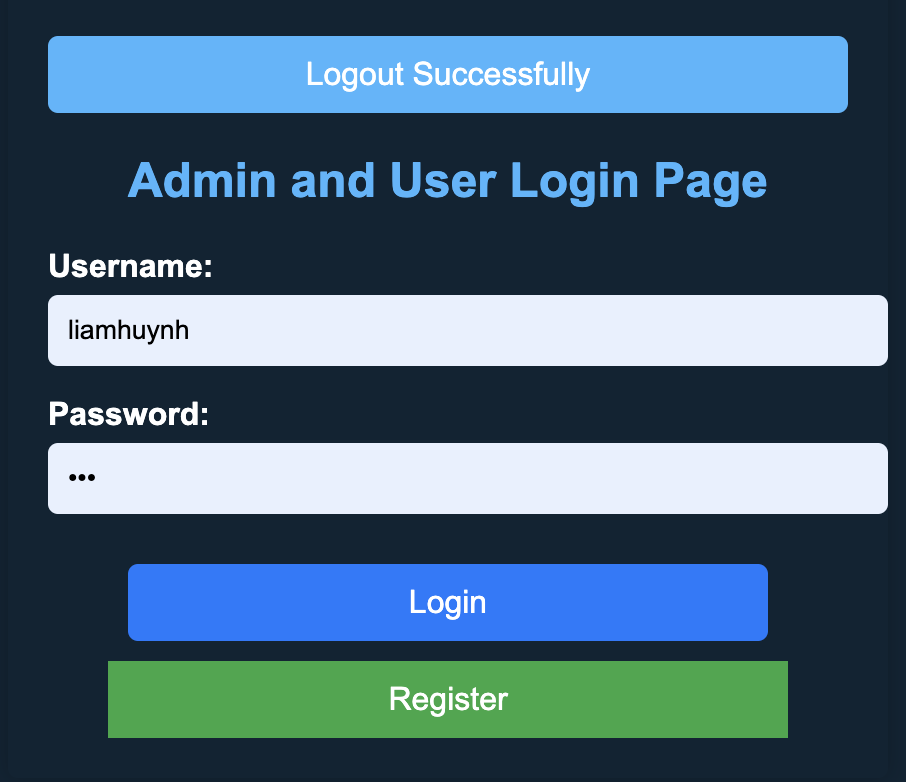 Logout Successfully
Admin and User Login Page
Username:
liamhuynh
Password:
•••
Login
Register